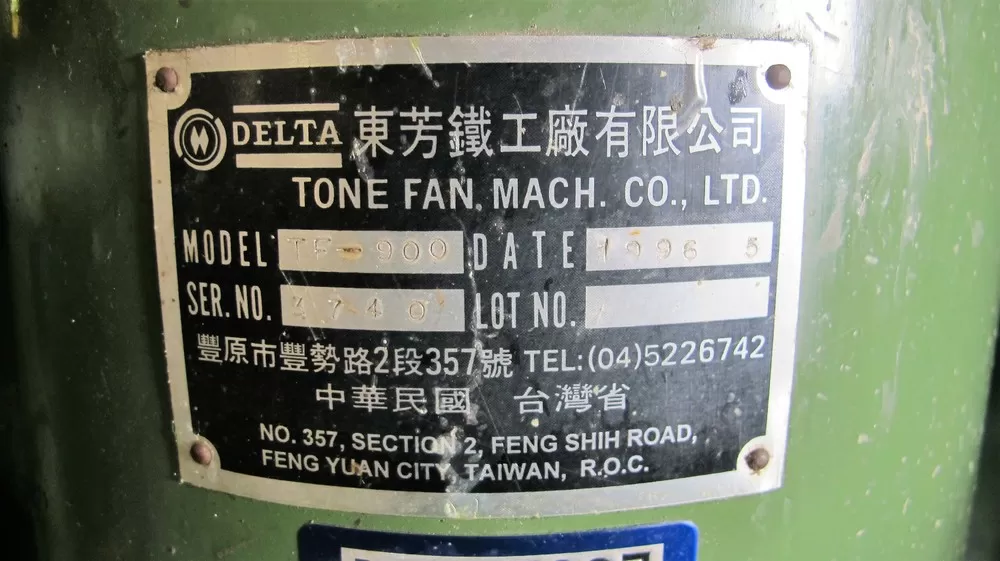 DELTA 東芳鐵工廠有限公司
TONE FAN. MACH. CO., LTD.
MODEL TF-900 DATE 1996 5
SER. NO. 3740 LOT NO.
豐原市豐勢路2段357號 TEL:(04)5226742
中華民國 台灣省
NO. 357, SECTION 2, FENG SHIH ROAD,
FENG YUAN CITY, TAIWAN, R.O.C.